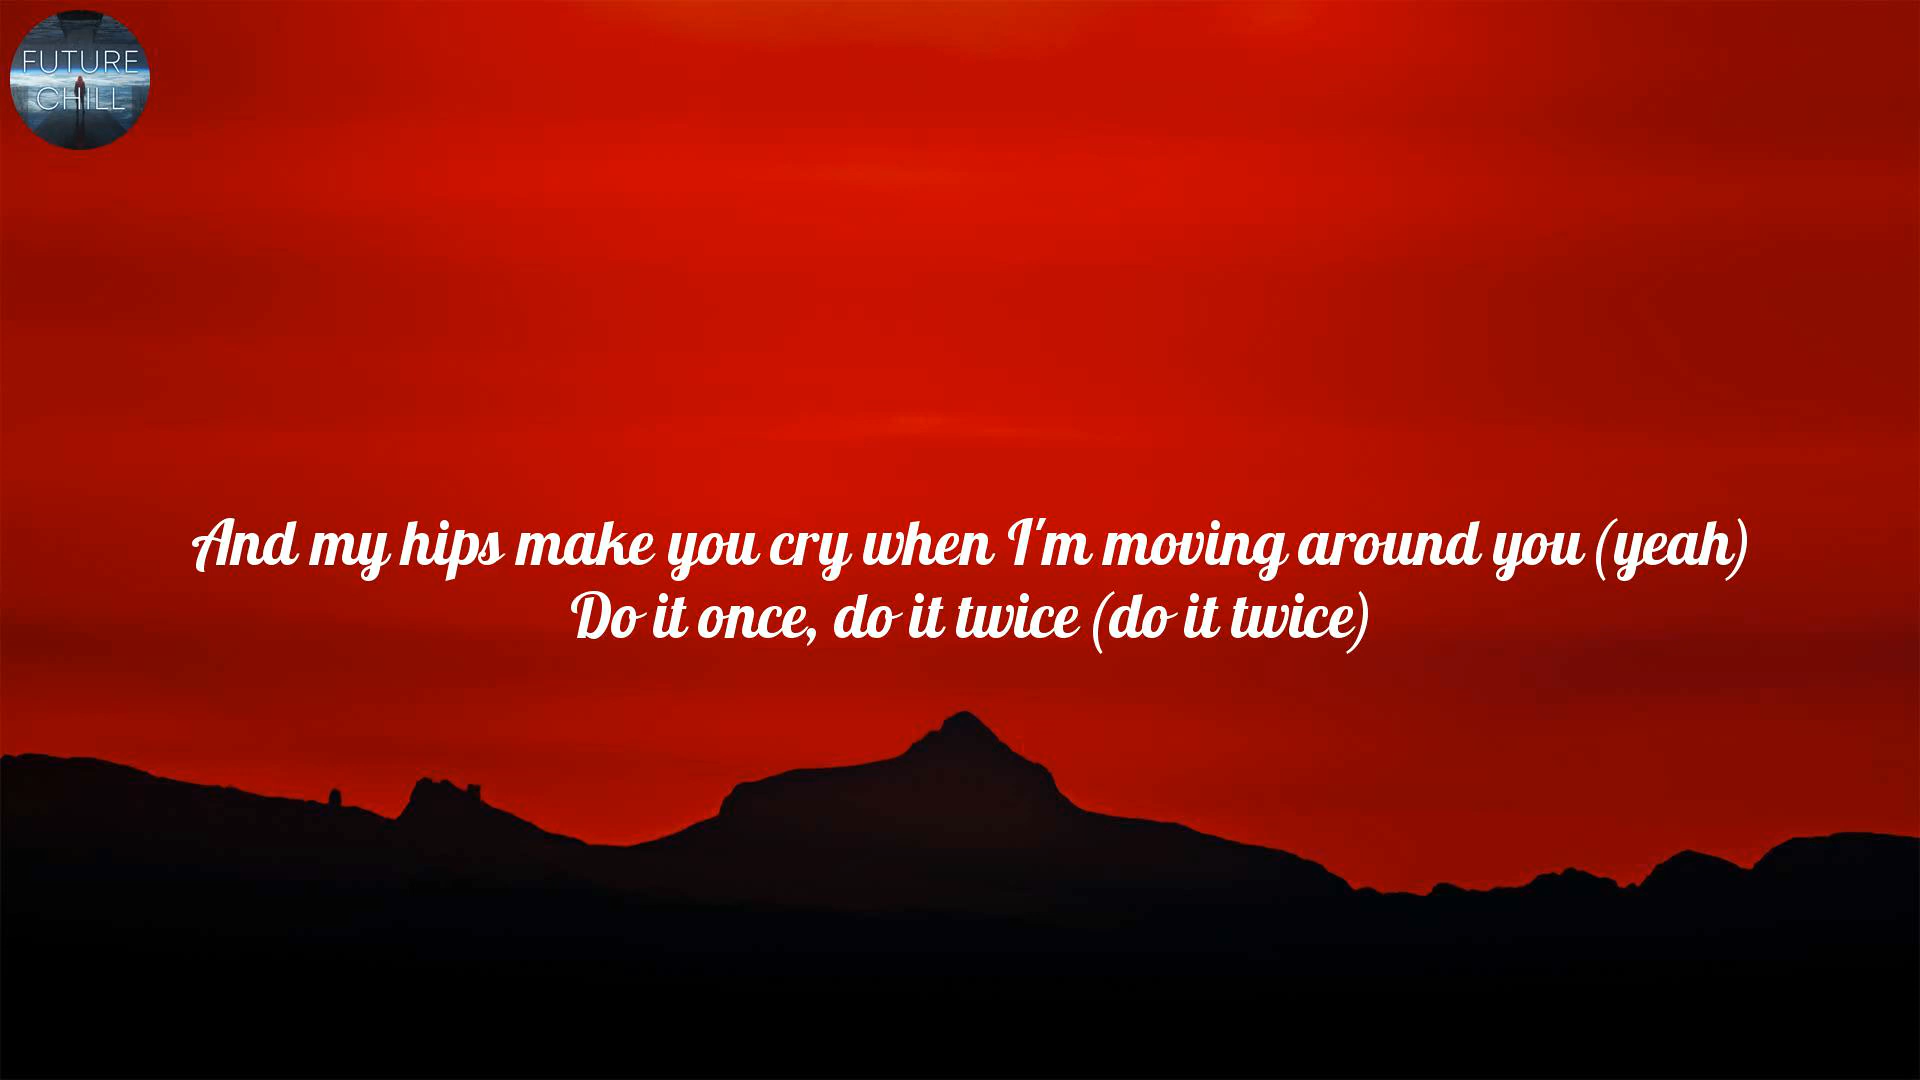 FUTURE
CHILL
And my hips make you cry when I'm moving around you (yeah)
Do it once, do it twice (do it twice)